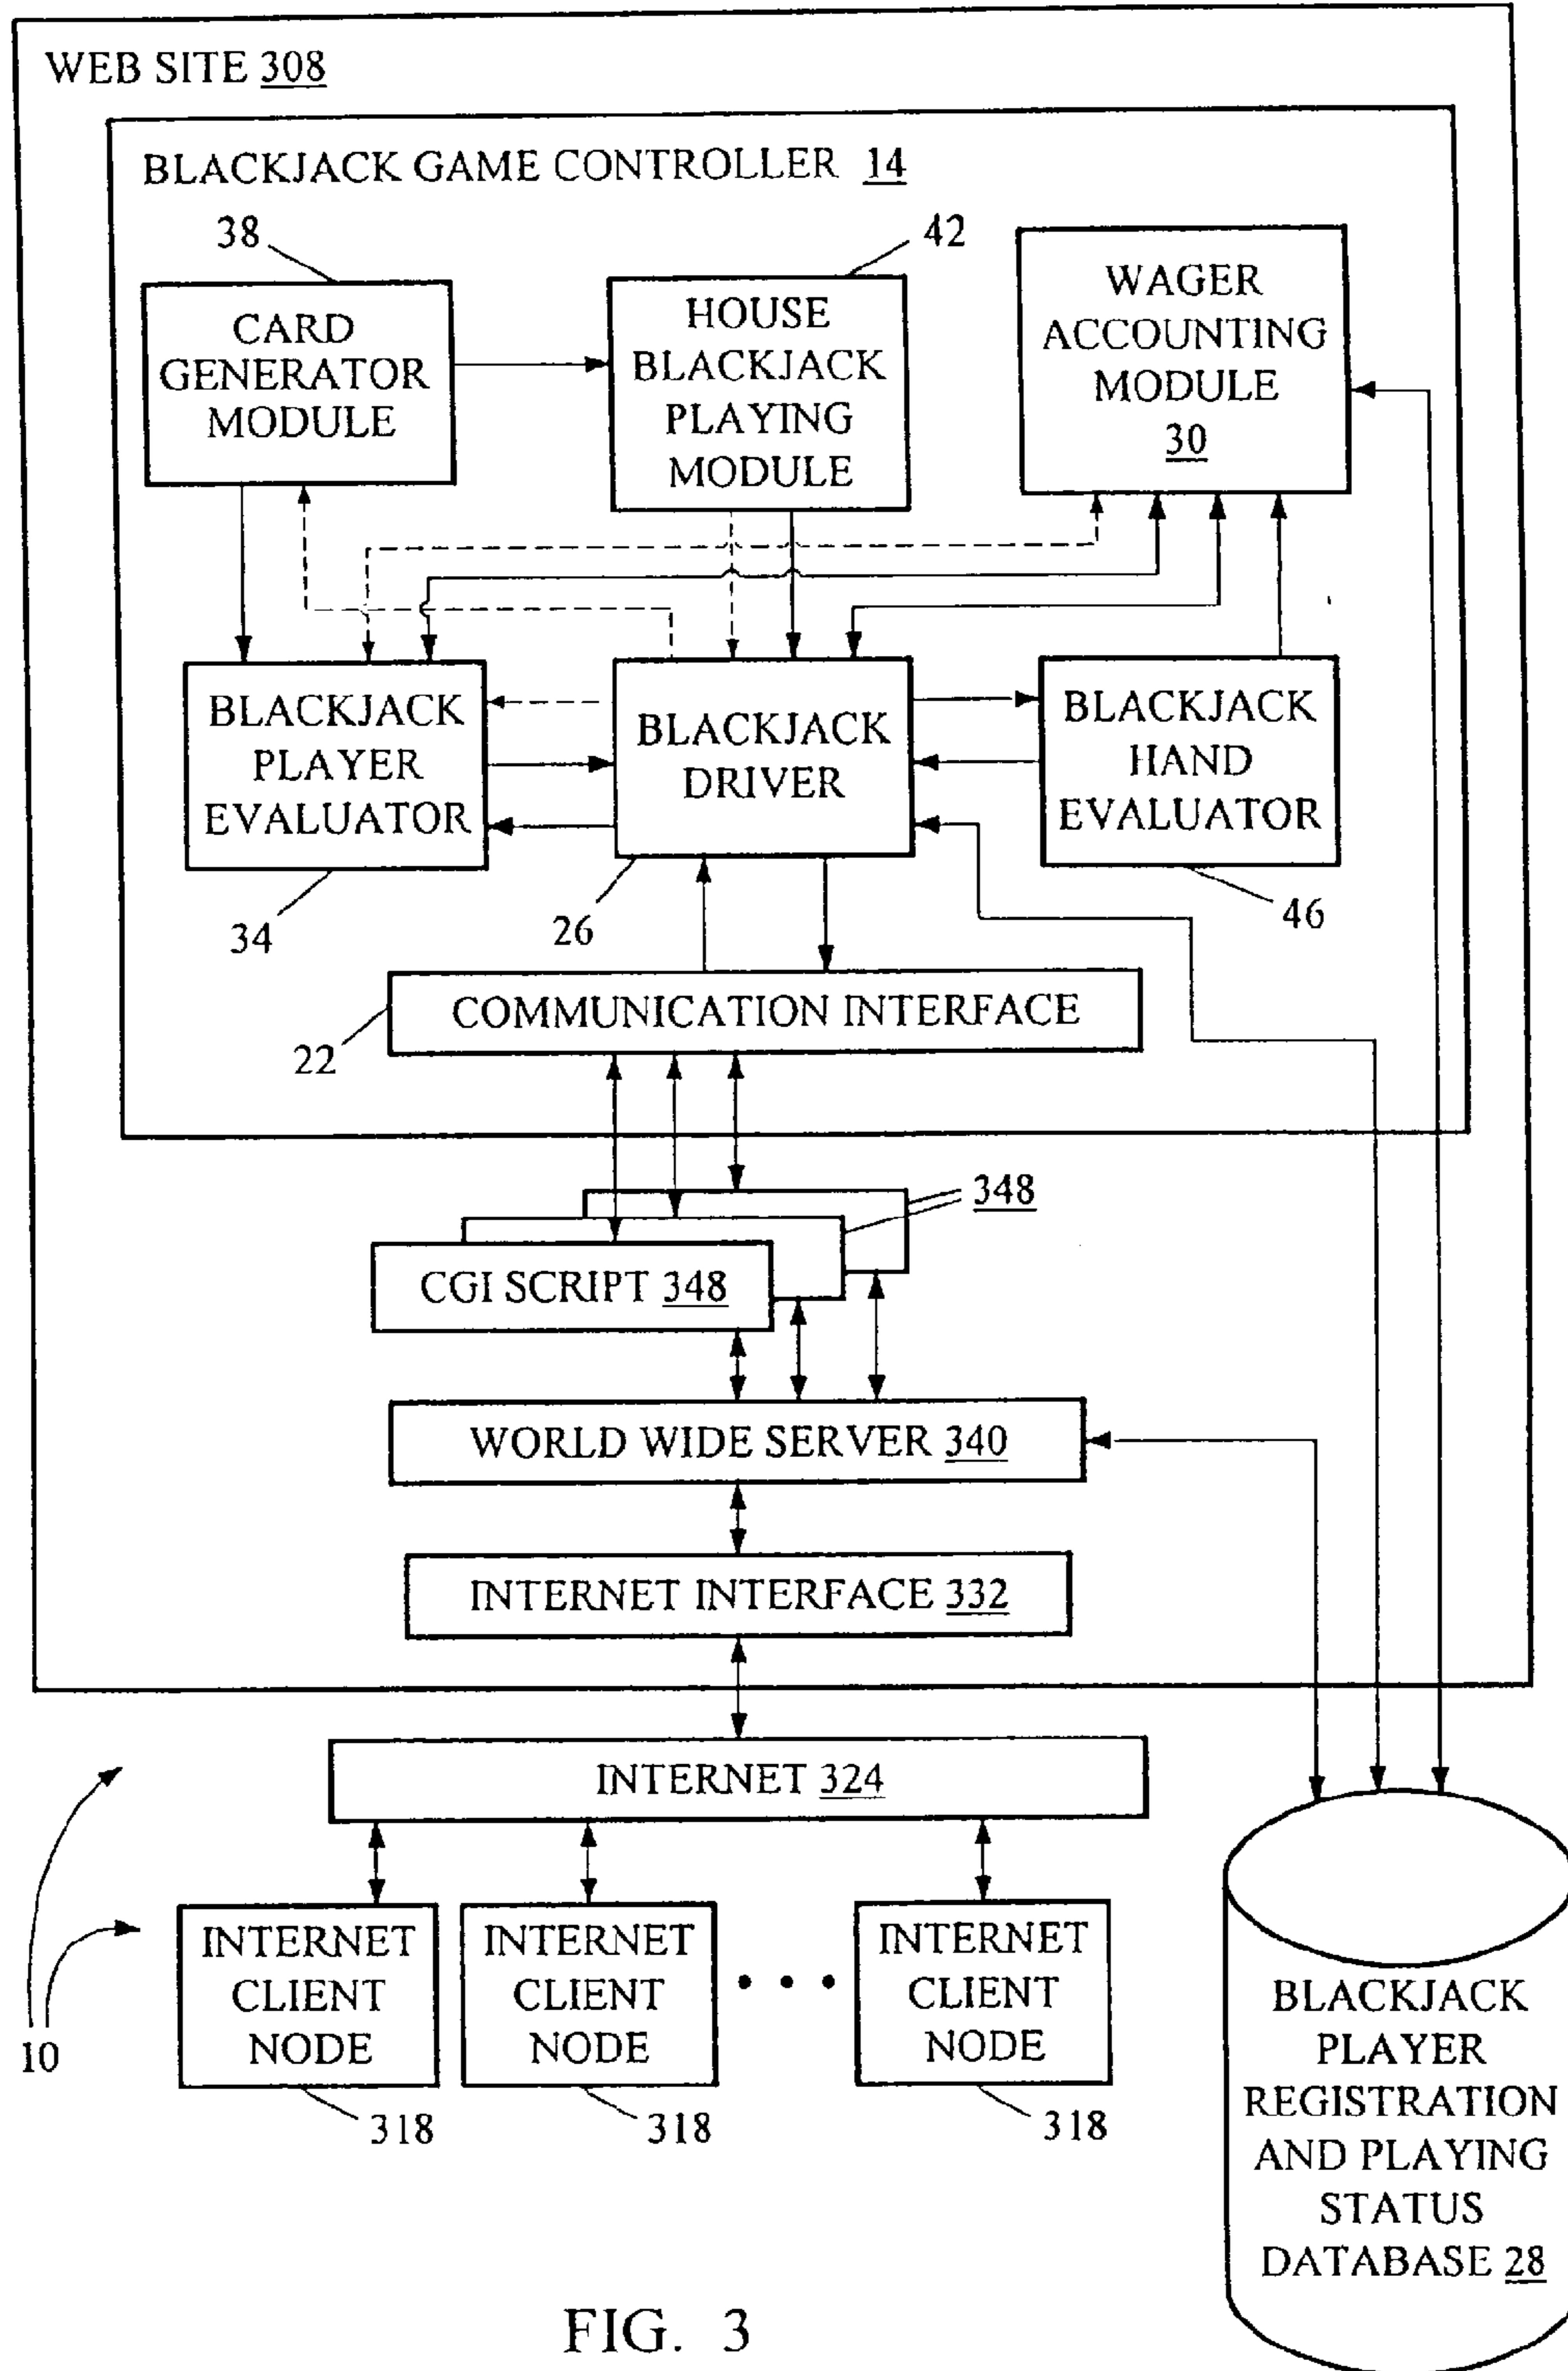 WEB SITE 308
BLACKJACK GAME CONTROLLER 14
38
42
CARD
GENERATOR
MODULE
HOUSE
BLACKJACK
PLAYING
MODULE
WAGER
ACCOUNTING
MODULE
30
BLACKJACK
PLAYER
EVALUATOR
BLACKJACK
DRIVER
BLACKJACK
HAND
EVALUATOR
34
26
46
COMMUNICATION INTERFACE
22
348
CGI SCRIPT 348
WORLD WIDE SERVER 340
INTERNET INTERFACE 332
INTERNET 324
INTERNET
CLIENT
NODE
INTERNET
CLIENT
NODE
INTERNET
CLIENT
NODE
10
318
318
318
BLACKJACK
PLAYER
REGISTRATION
AND PLAYING
STATUS
DATABASE 28
FIG. 3